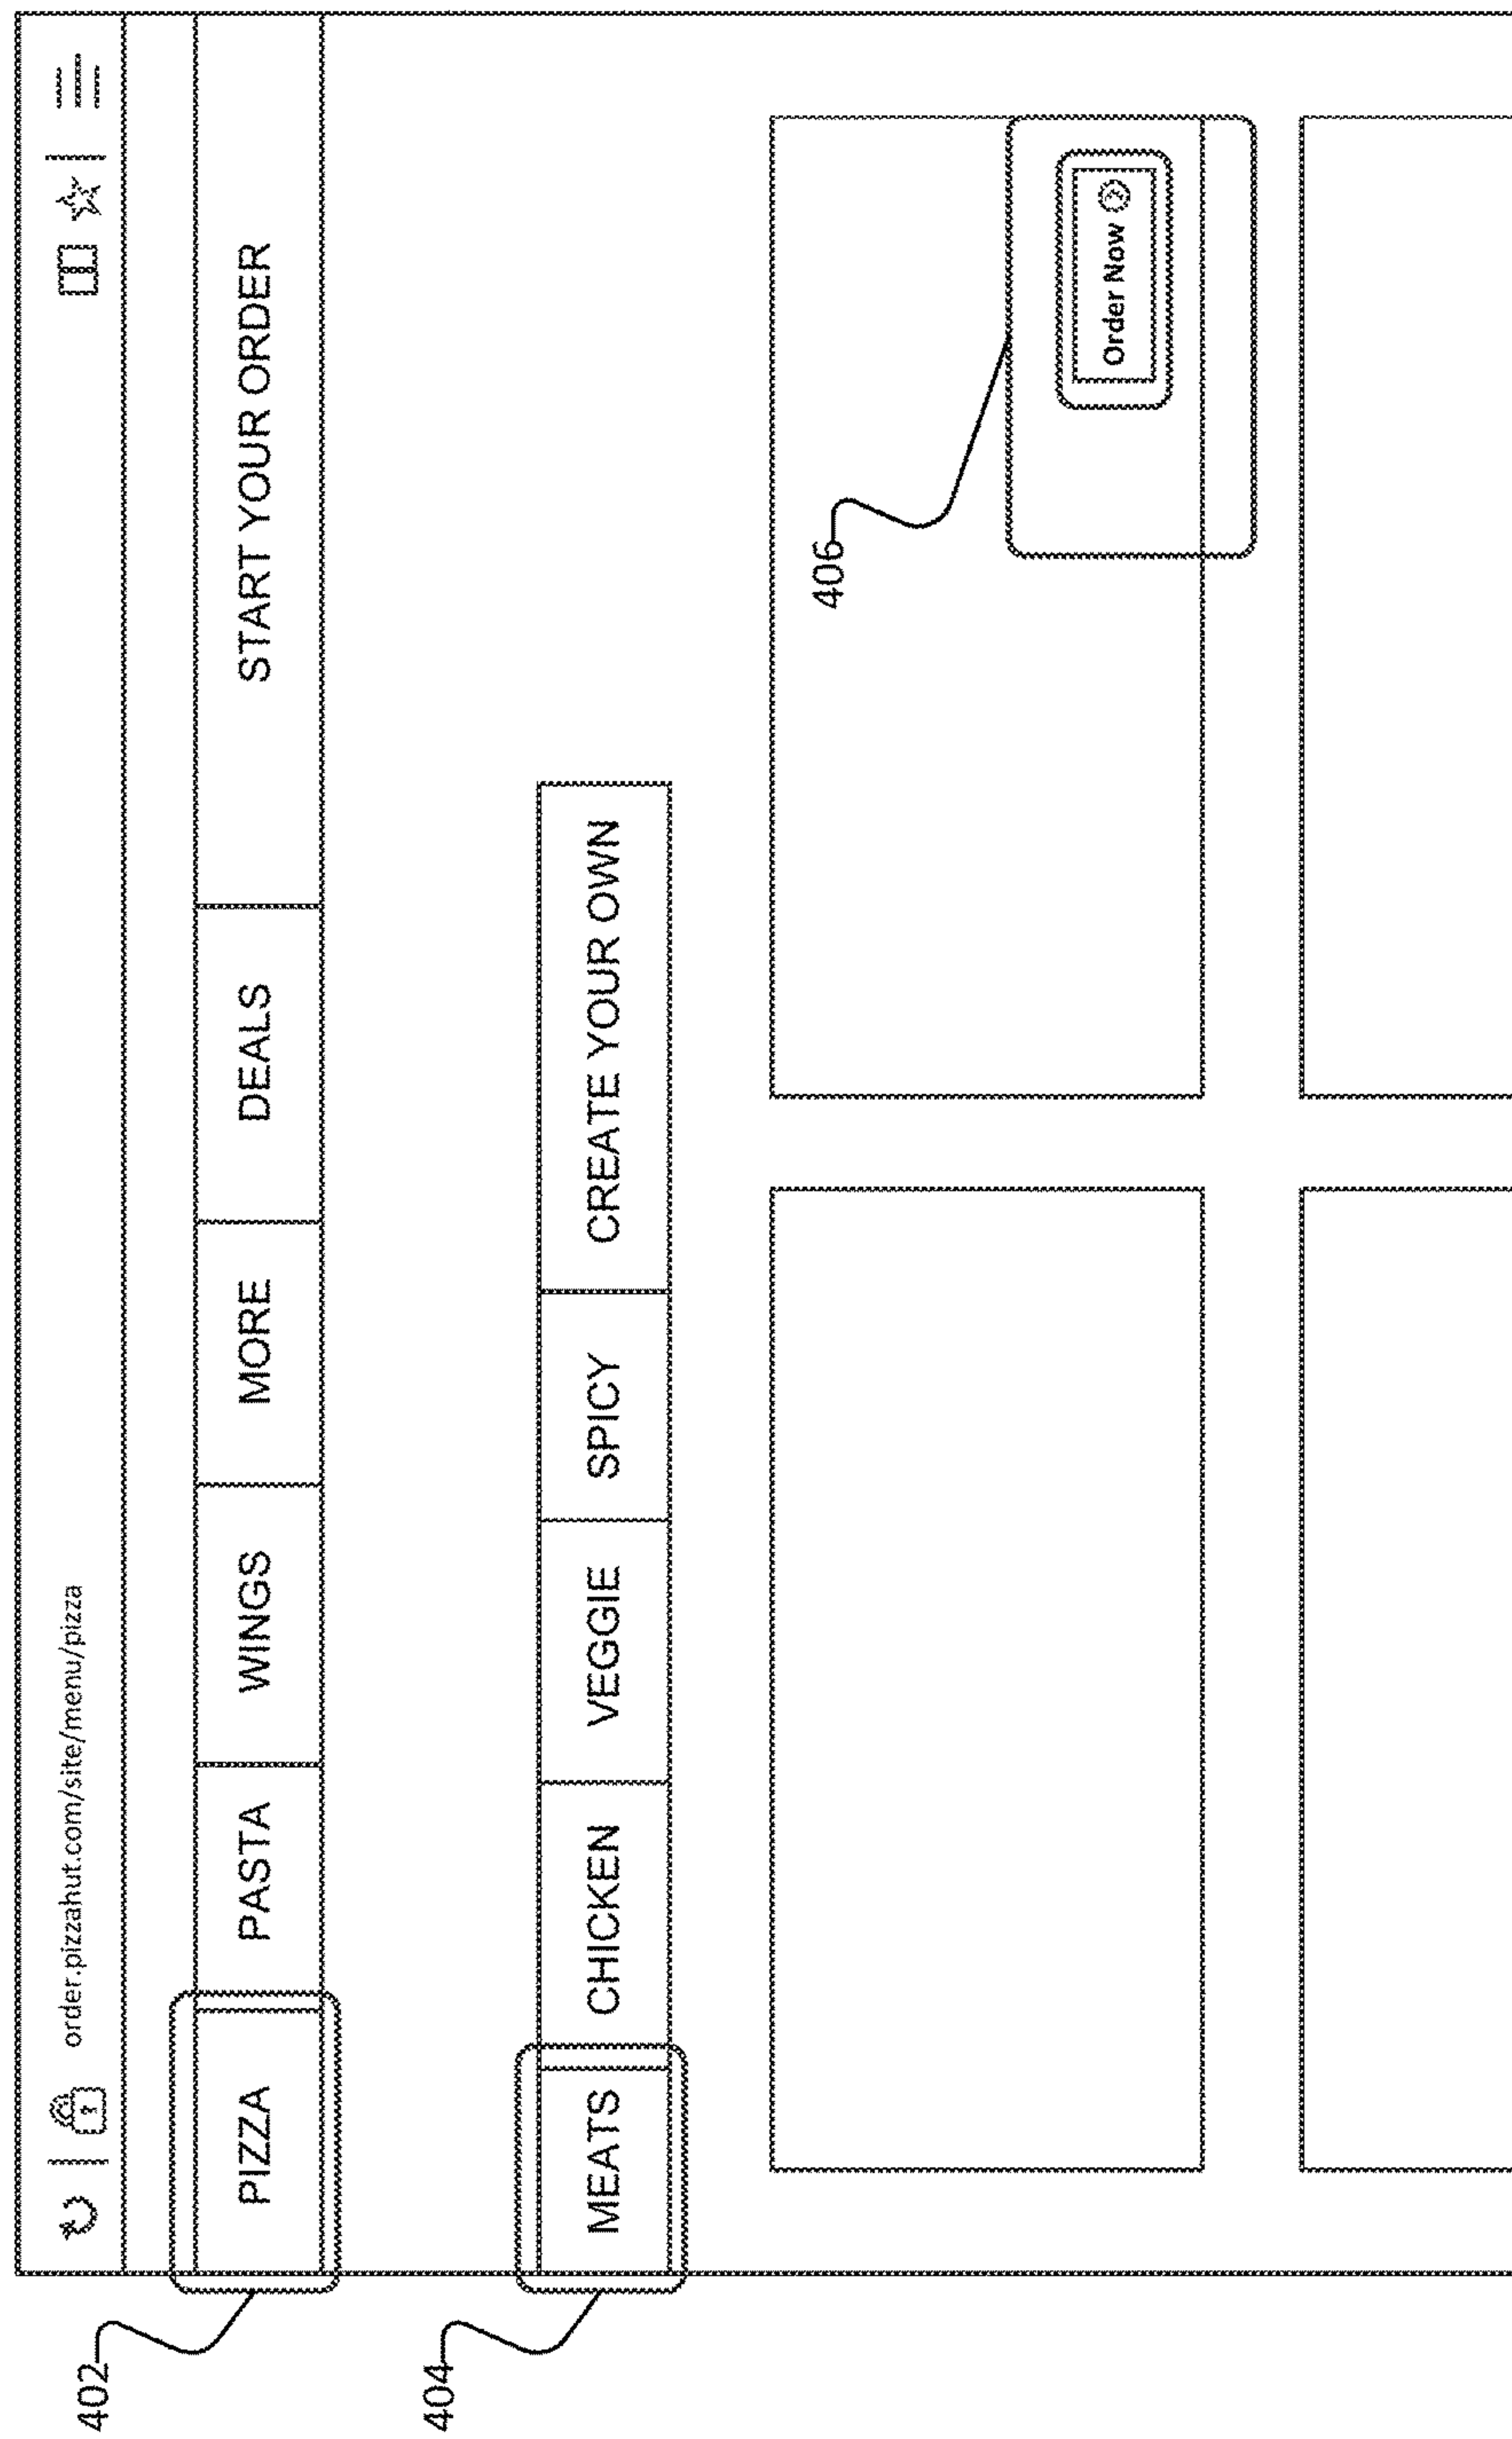 order.pizzahut.com/site/menu/pizza
402
PIZZA PASTA WINGS MORE DEALS START YOUR ORDER
404
MEATS CHICKEN VEGGIE SPICY CREATE YOUR OWN
406
Order Now